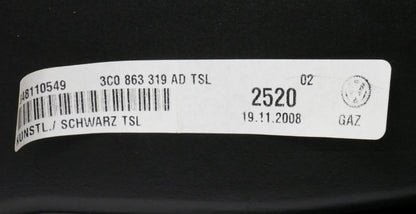 3C0 863 319 AD TSL 02
48110549
2520
19.11.2008 GAZ
KUNSTL./ SCHWARZ TSL